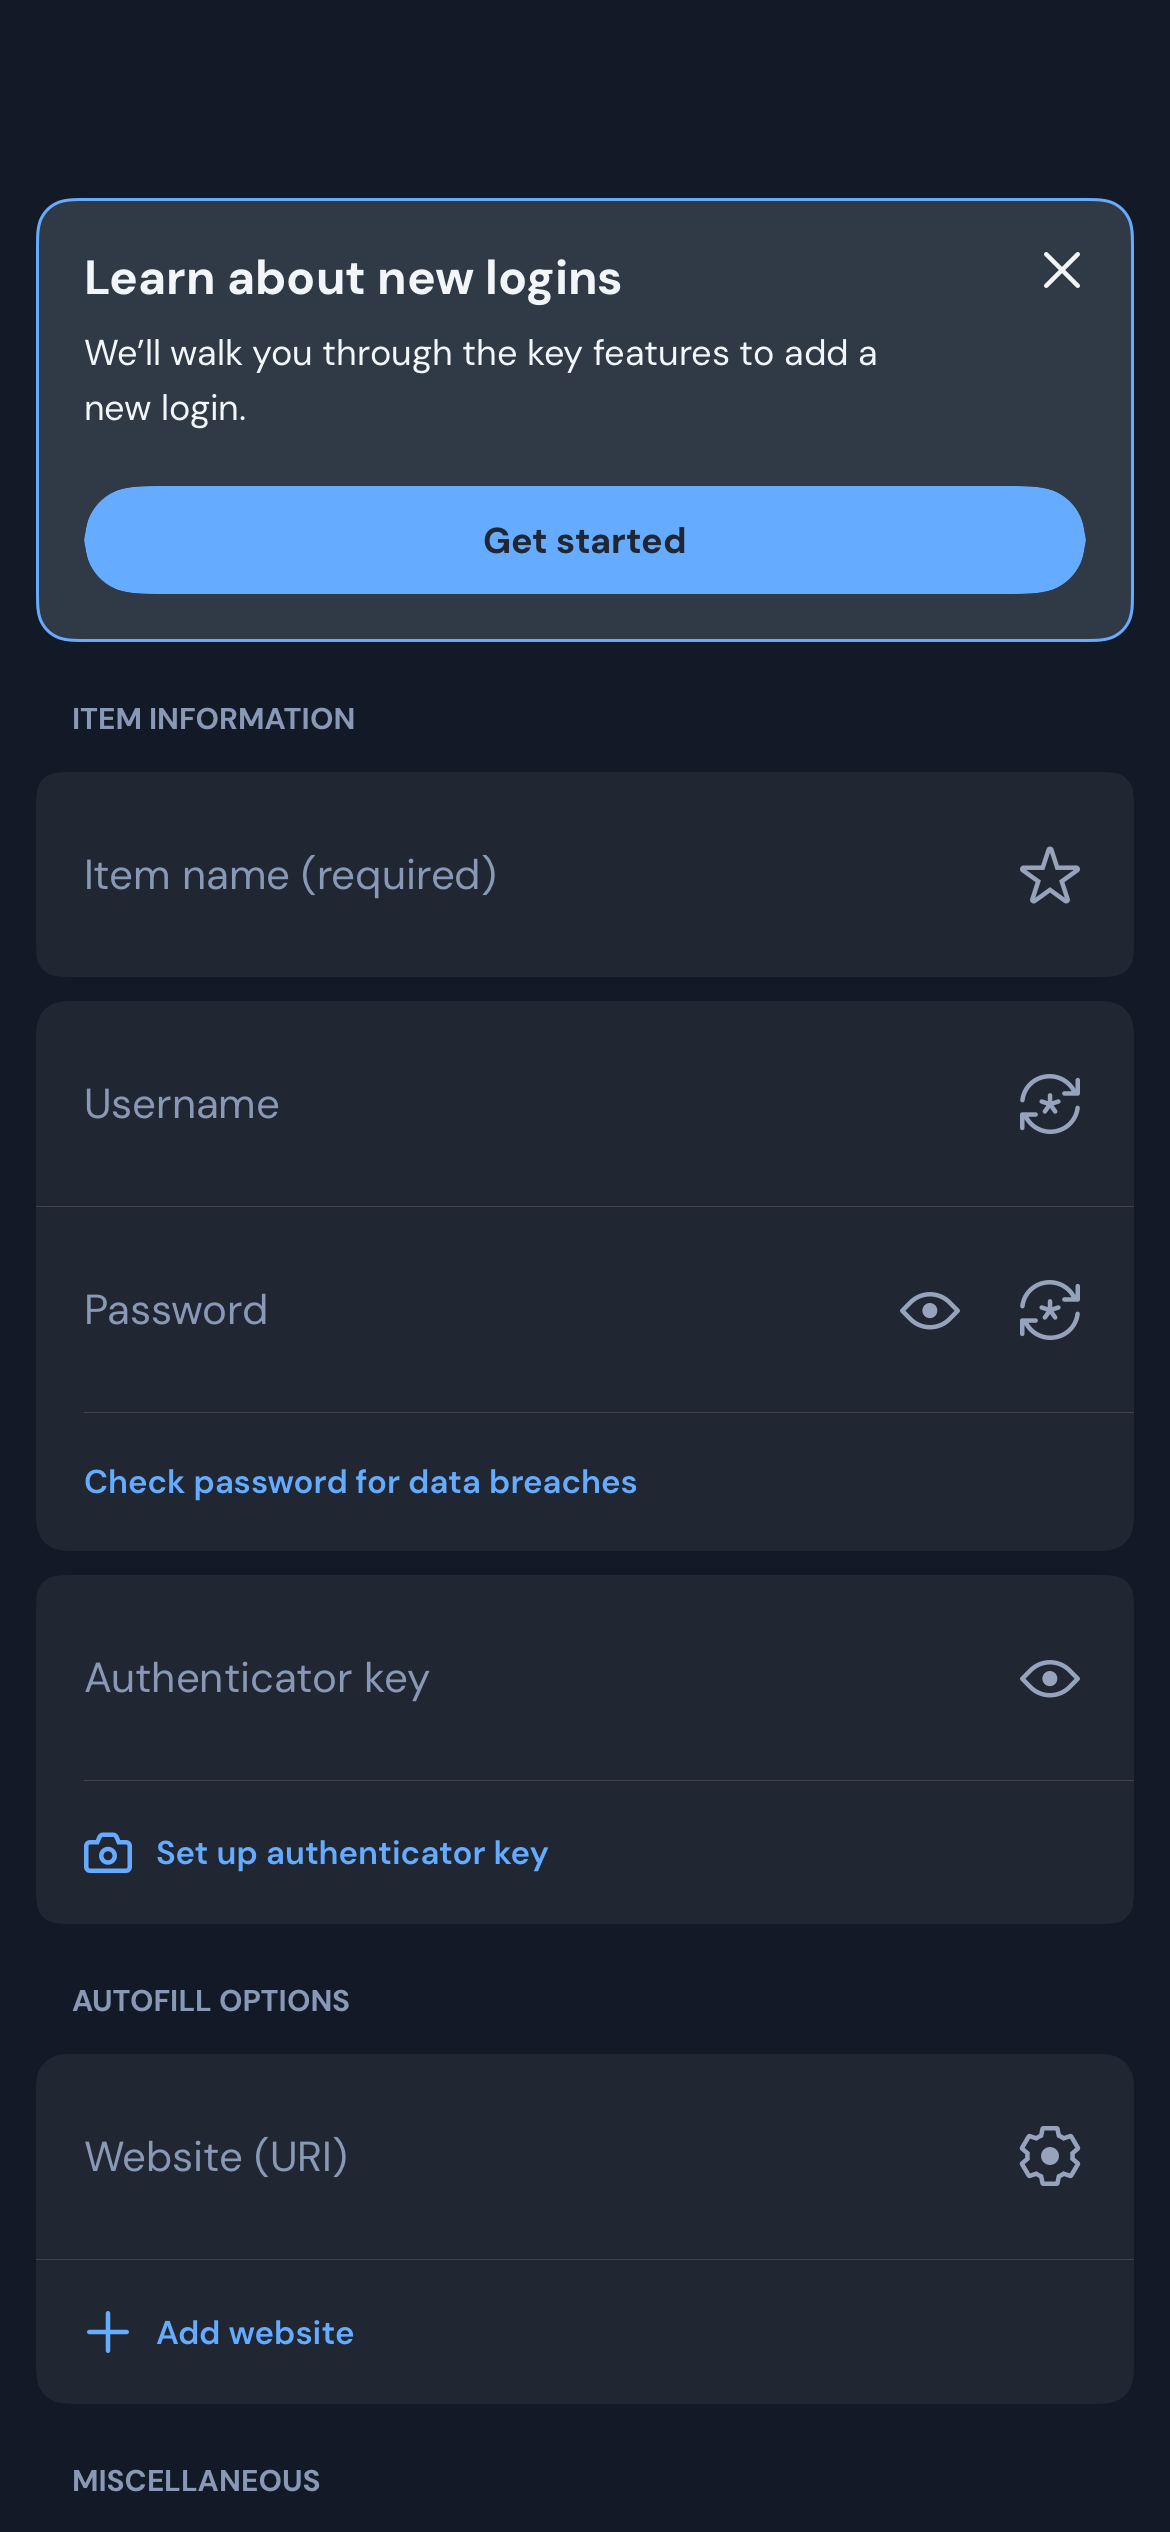 Learn about new logins
We’ll walk you through the key features to add a
new login.
Get started
ITEM INFORMATION
Item name (required)
Username
Password
Check password for data breaches
Authenticator key
Set up authenticator key
AUTOFILL OPTIONS
Website (URI)
Add website
MISCELLANEOUS